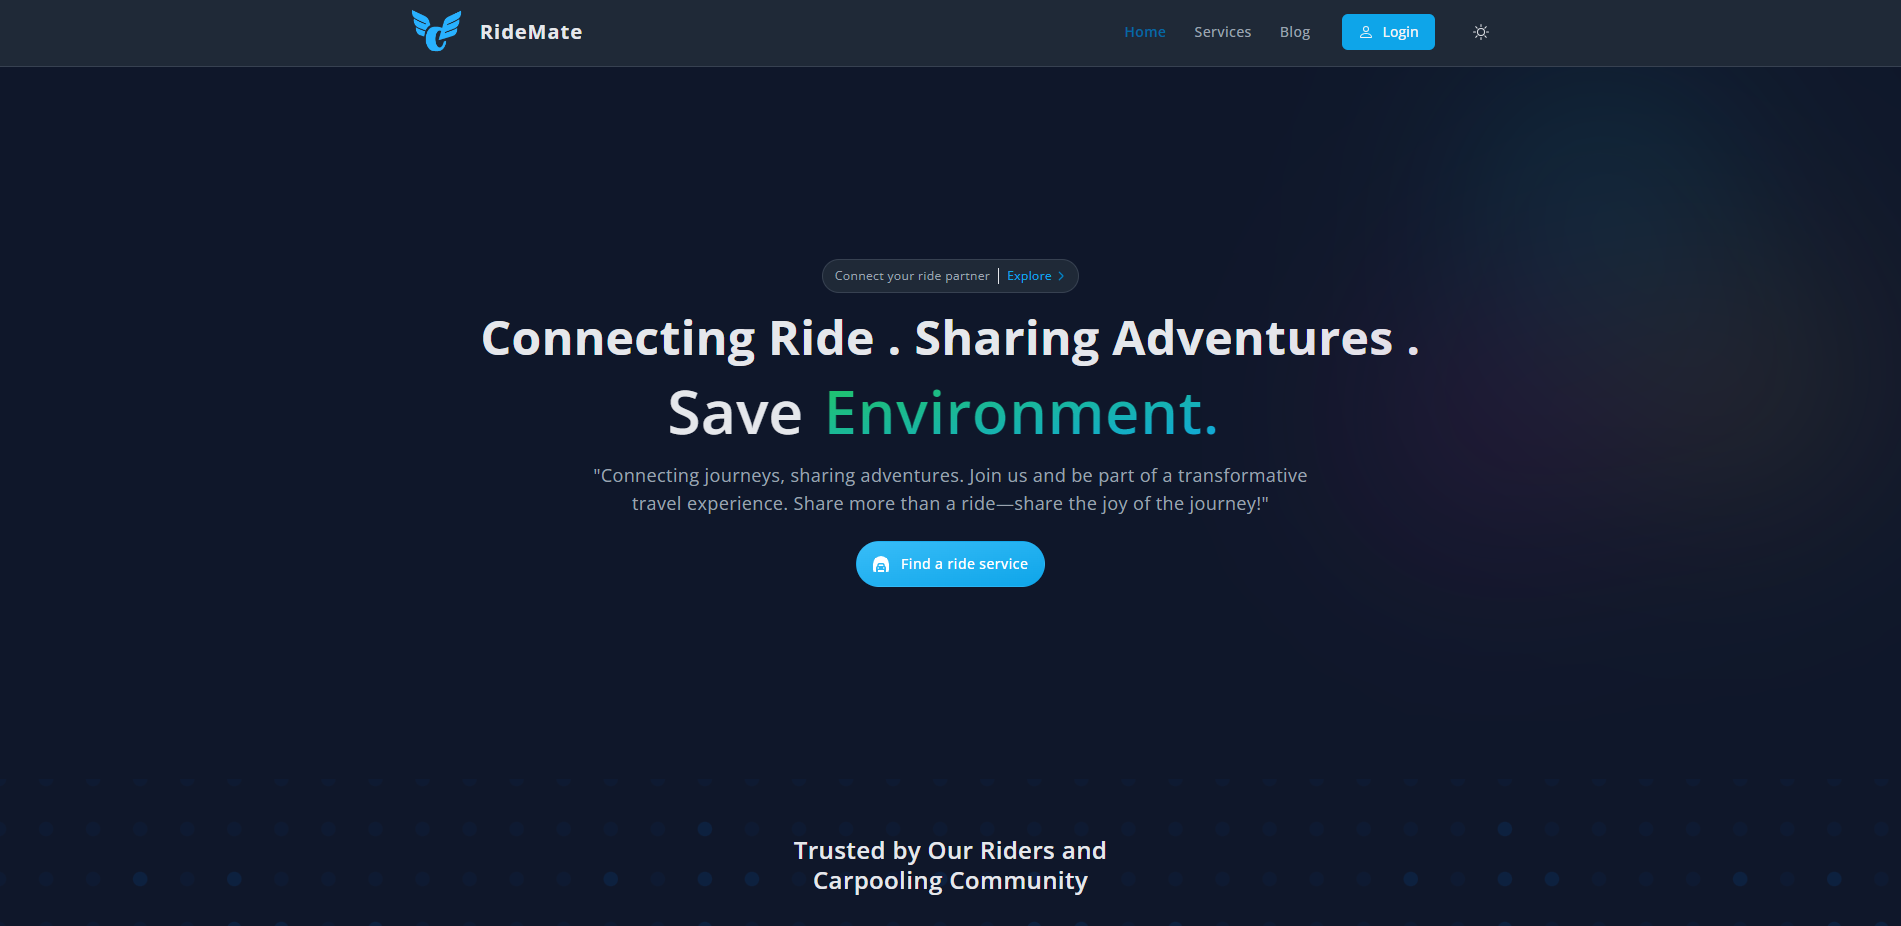 RideMate
Home
Services
Blog
Login
Connect your ride partner
Explore
Connecting Ride . Sharing Adventures .
Save Environment.
"Connecting journeys, sharing adventures. Join us and be part of a transformative
travel experience. Share more than a ride—share the joy of the journey!"
Find a ride service
Trusted by Our Riders and
Carpooling Community